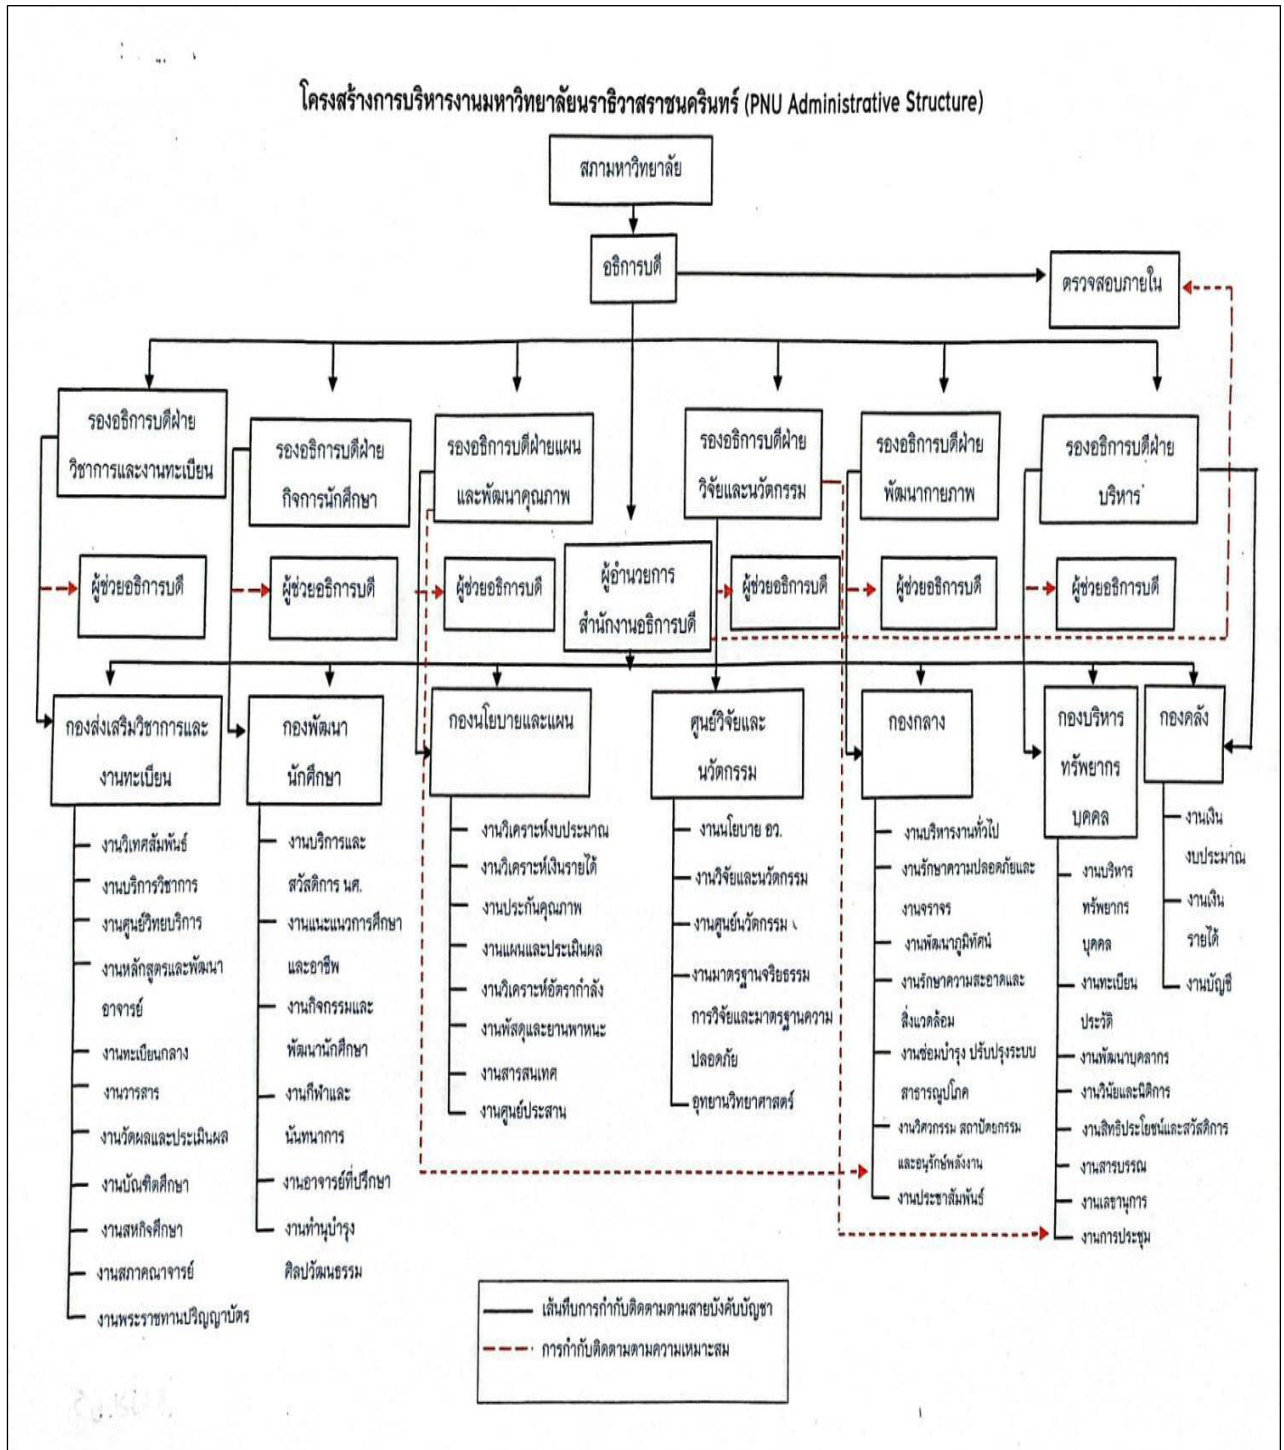 โครงสร้างการบริหารงานมหาวิทยาลัยนราธิวาสราชนครินทร์ (PNU Administrative Structure)
สภามหาวิทยาลัย
อธิการบดี
ตรวจสอบภายใน
รองอธิการบดีฝ่าย
วิชาการและงานทะเบียน
รองอธิการบดีฝ่าย
กิจการนักศึกษา
รองอธิการบดีฝ่ายแผน
และพัฒนาคุณภาพ
รองอธิการบดีฝ่าย
วิจัยและนวัตกรรม
รองอธิการบดีฝ่าย
พัฒนากายภาพ
รองอธิการบดีฝ่าย
บริหาร
ผู้ช่วยอธิการบดี
ผู้ช่วยอธิการบดี
ผู้ช่วยอธิการบดี
ผู้อำนวยการ
สำนักงานอธิการบดี
ผู้ช่วยอธิการบดี
ผู้ช่วยอธิการบดี
ผู้ช่วยอธิการบดี
กองส่งเสริมวิชาการและ
งานทะเบียน
งานวิเทศสัมพันธ์
งานบริการวิชาการ
งานศูนย์วิทยบริการ
งานหลักสูตรและพัฒนา
อาจารย์
งานทะเบียนกลาง
งานวารสาร
งานวัดผลและประเมินผล
งานบัณฑิตศึกษา
งานสหกิจศึกษา
งานสภาคณาจารย์
งานพระราชทานปริญญาบัตร
กองพัฒนา
นักศึกษา
งานบริการและ
สวัสดิการ นศ.
งานแนะแนวการศึกษา
และอาชีพ
งานกิจกรรมและ
พัฒนานักศึกษา
งานกีฬาและ
นันทนาการ
งานอาจารย์ที่ปรึกษา
งานทำนุบำรุง
ศิลปวัฒนธรรม
กองนโยบายและแผน
งานวิเคราะห์งบประมาณ
งานวิเคราะห์เงินรายได้
งานประกันคุณภาพ
งานแผนและประเมินผล
งานวิเคราะห์อัตรากำลัง
งานพัสดุและยานพาหนะ
งานสารสนเทศ
งานศูนย์ประสาน
ศูนย์วิจัยและ
นวัตกรรม
งานนโยบาย อว.
งานวิจัยและนวัตกรรม
งานศูนย์นวัตกรรม
งานมาตรฐานจริยธรรม
การวิจัยและมาตรฐานความ
ปลอดภัย
อุทยานวิทยาศาสตร์
กองกลาง
งานบริหารงานทั่วไป
งานรักษาความปลอดภัยและ
งานจราจร
งานพัฒนาภูมิทัศน์
งานรักษาความสะอาดและ
สิ่งแวดล้อม
งานซ่อมบำรุง ปรับปรุงระบบ
สาธารณูปโภค
งานวิศวกรรม สถาปัตยกรรม
และอนุรักษ์พลังงาน
งานประชาสัมพันธ์
กองบริหาร
ทรัพยากร
บุคคล
งานบริหาร
ทรัพยากร
บุคคล
งานทะเบียน
ประวัติ
งานพัฒนาบุคลากร
งานวินัยและนิติการ
งานสิทธิประโยชน์และสวัสดิการ
งานสารบรรณ
งานเลขานุการ
งานการประชุม
กองคลัง
งานเงิน
งบประมาณ
งานเงิน
รายได้
งานบัญชี
เส้นทึบการกำกับติดตามตามสายบังคับบัญชา
การกำกับติดตามตามความเหมาะสม